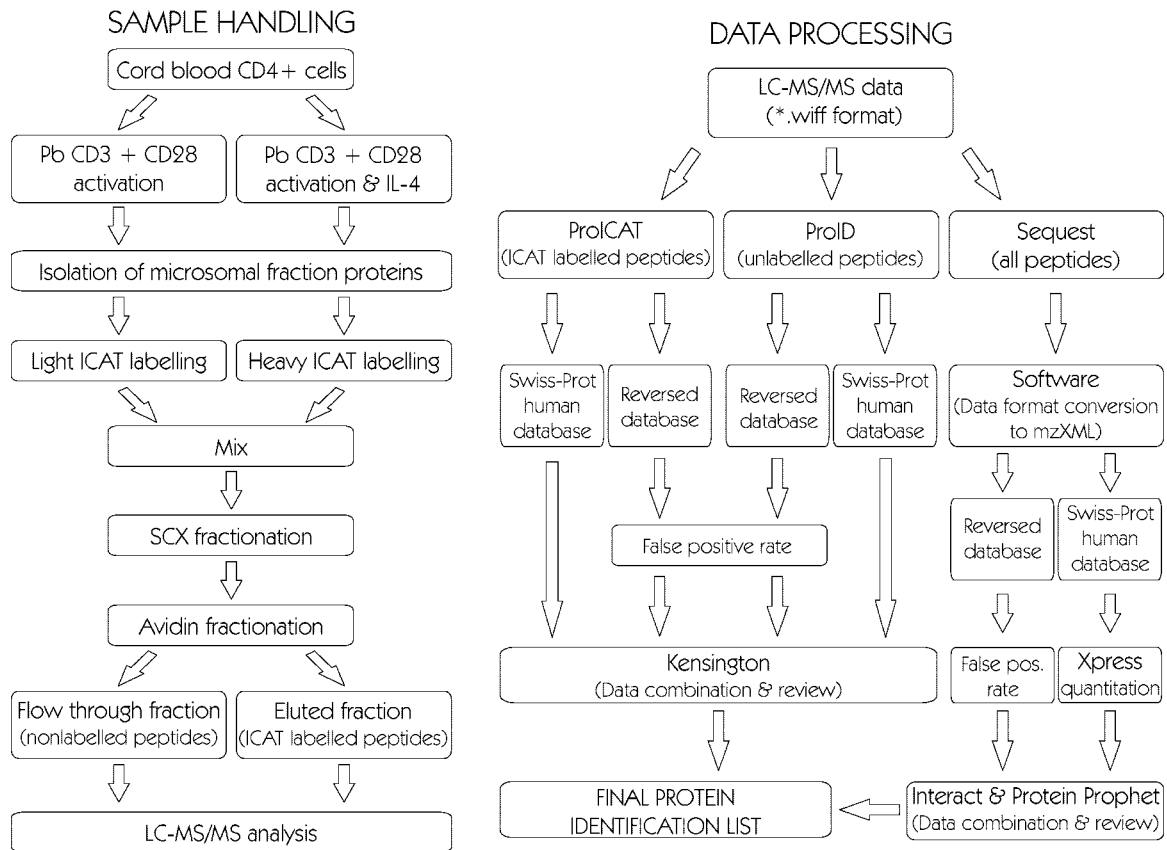 SAMPLE HANDLING
Cord blood CD4+ cells
Pb CD3 + CD28
activation
Pb CD3 + CD28
activation & IL-4
Isolation of microsomal fraction proteins
Light ICAT labelling
Heavy ICAT labelling
Mix
SCX fractionation
Avidin fractionation
Flow through fraction
(nonlabelled peptides)
Eluted fraction
(ICAT labelled peptides)
LC-MS/MS analysis
DATA PROCESSING
LC-MS/MS data
(*.wiff format)
ProICAT
(ICAT labelled peptides)
ProID
(unlabelled peptides)
Sequest
(all peptides)
Swiss-Prot
human
database
Reversed
database
Reversed
database
Swiss-Prot
human
database
Software
(Data format conversion
to mzXML)
False positive rate
Reversed
database
Swiss-Prot
human
database
Kensington
(Data combination & review)
False pos.
rate
Xpress
quantitation
FINAL PROTEIN
IDENTIFICATION LIST
Interact & Protein Prophet
(Data combination & review)